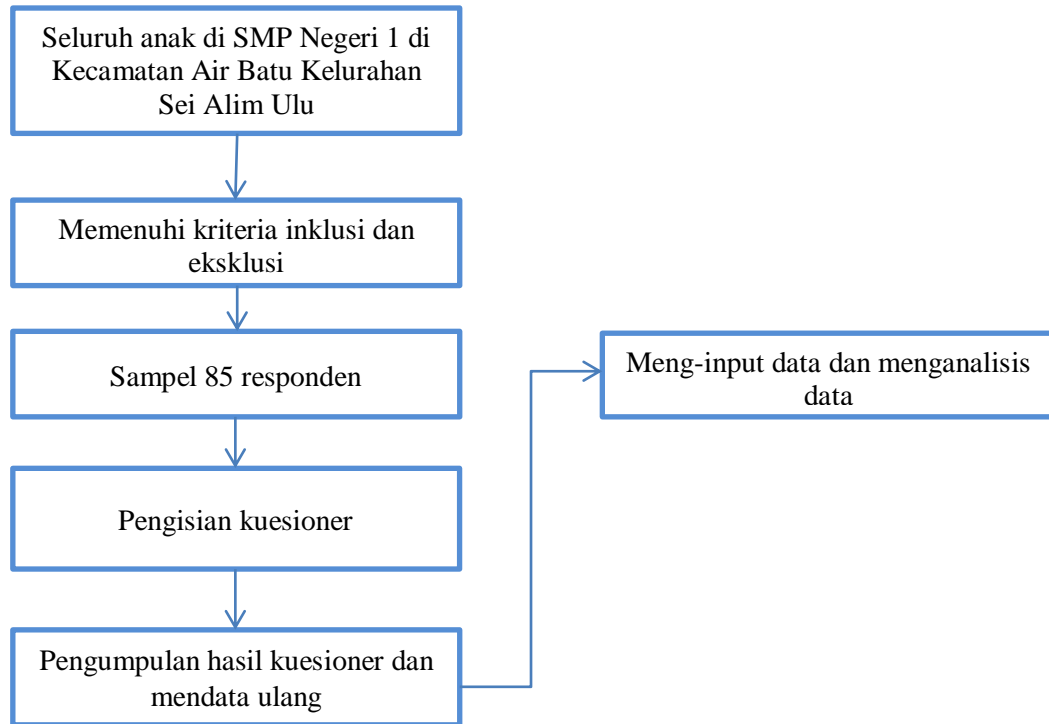 Seluruh anak di SMP Negeri 1 di
Kecamatan Air Batu Kelurahan
Sei Alim Ulu
Memenuhi kriteria inklusi dan
eksklusi
Sampel 85 responden
Pengisian kuesioner
Pengumpulan hasil kuesioner dan
mendata ulang
Meng-input data dan menganalisis
data